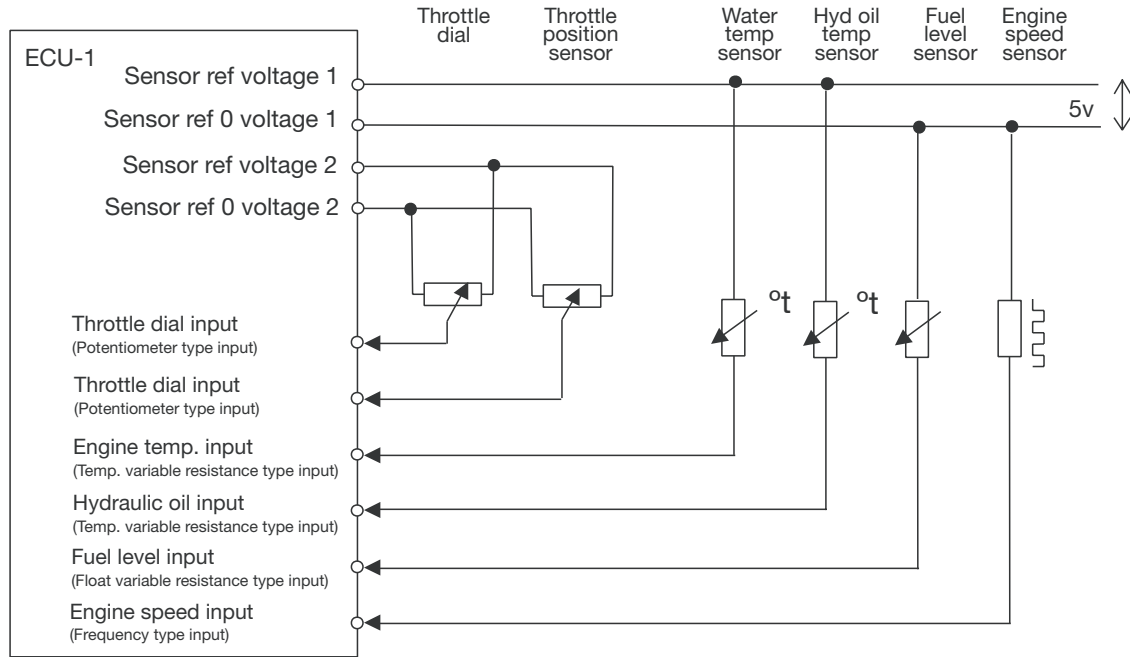 Throttle
dial
Throttle
position
sensor
Water
temp
sensor
Hyd oil
temp
sensor
Fuel
level
sensor
Engine
speed
sensor
ECU-1
Sensor ref voltage 1
Sensor ref 0 voltage 1
5v
Sensor ref voltage 2
Sensor ref 0 voltage 2
ot
ot
Throttle dial input
(Potentiometer type input)
Throttle dial input
(Potentiometer type input)
Engine temp. input
(Temp. variable resistance type input)
Hydraulic oil input
(Temp. variable resistance type input)
Fuel level input
(Float variable resistance type input)
Engine speed input
(Frequency type input)